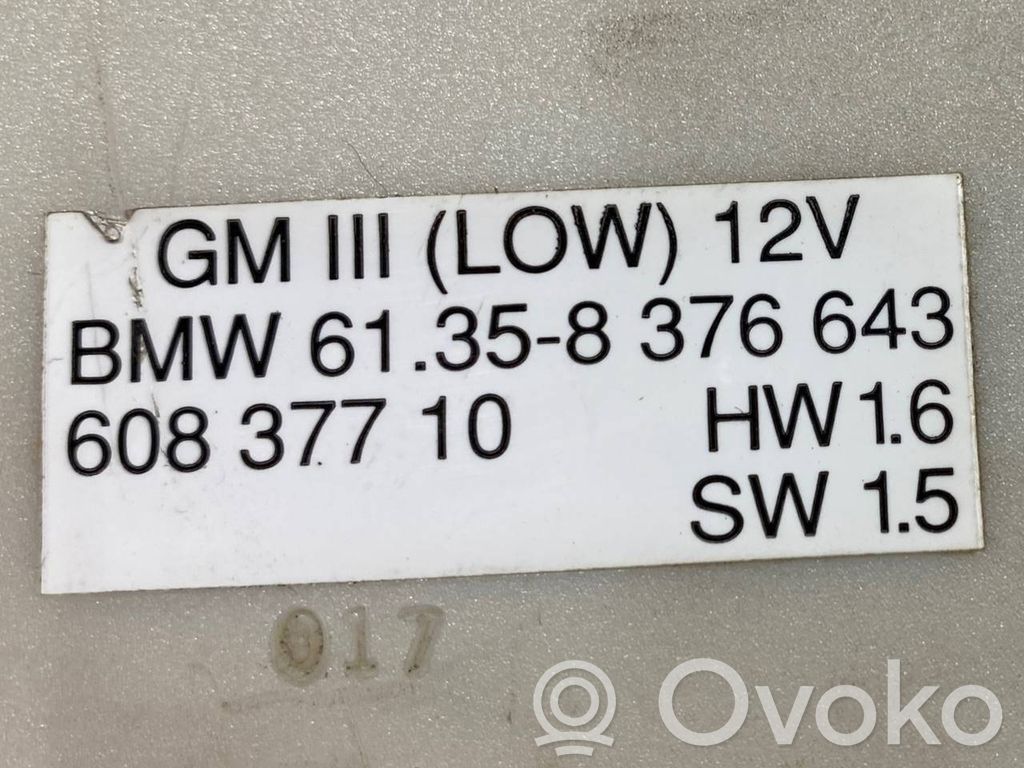 GM III (LOW) 12V
BMW 61.35-8 376 643
608 377 10 HW 1.6
SW 1.5
017
Ovoko